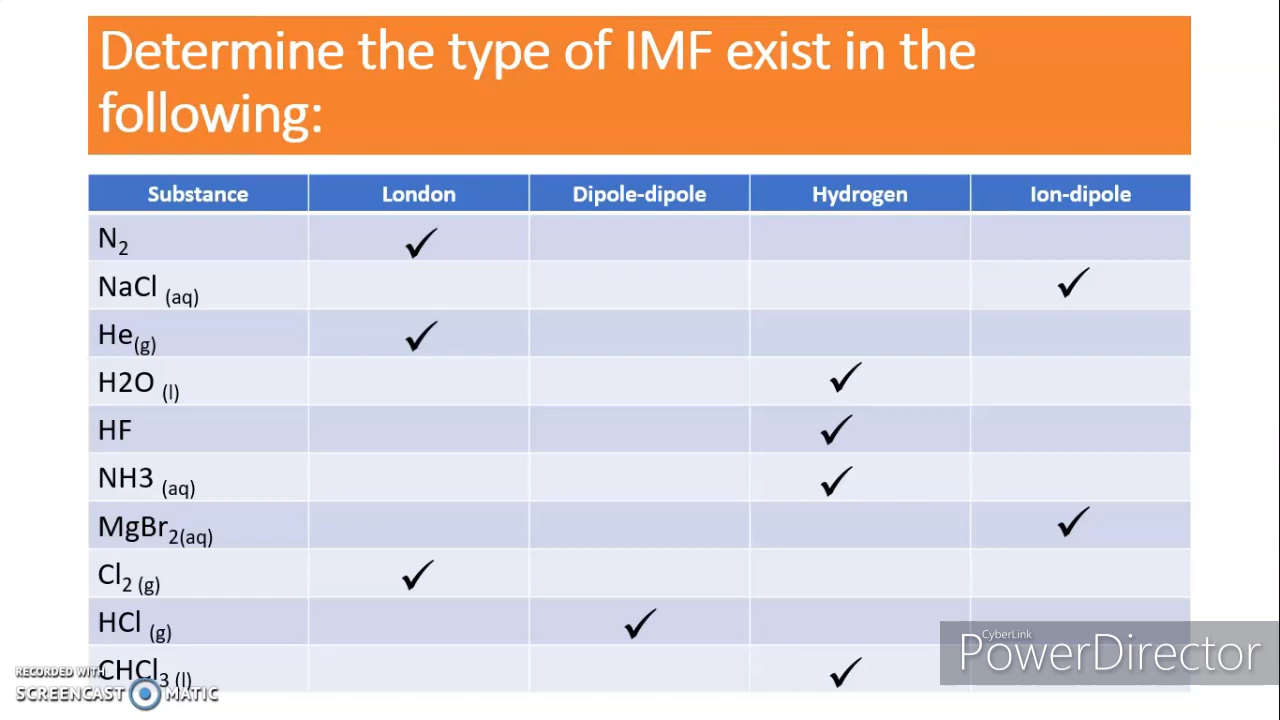 Determine the type of IMF exist in the
following:
Substance London Dipole-dipole Hydrogen Ion-dipole
N2 ✓
NaCl (aq) ✓
He(g) ✓
H2O (l) ✓
HF ✓
NH3 (aq) ✓
MgBr2(aq) ✓
Cl2 (g) ✓
HCl (g) ✓
CHCl3 (l) ✓
CyberLink
PowerDirector
RECORDED WITH
SCREENCAST MATIC